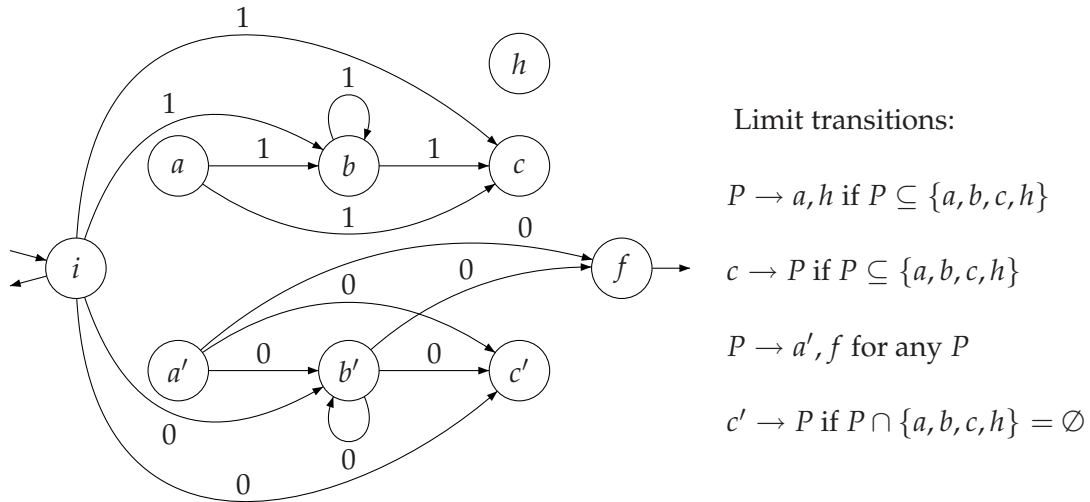 1
h
1
1
Limit transitions:
a
1
b
1
c
P → a, h if P ⊆ {a, b, c, h}
1
0
i
0
f
c → P if P ⊆ {a, b, c, h}
0
a′
0
b′
0
c′
P → a′, f for any P
0
0
c′ → P if P ∩ {a, b, c, h} = ∅
0